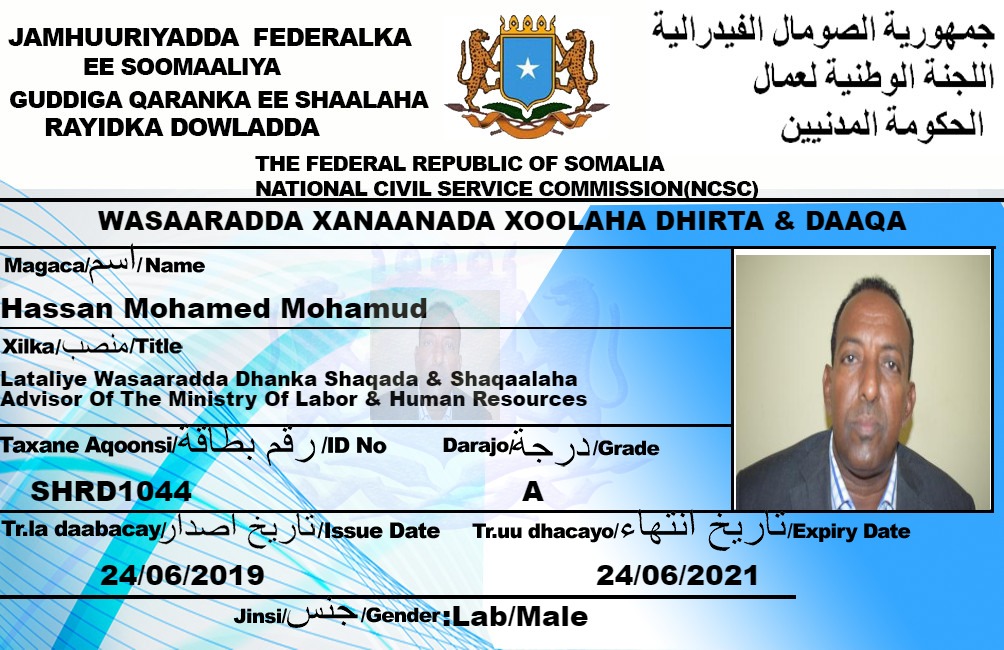 JAMHUURIYADDA FEDERALKA
EE SOOMAALIYA
GUDDIGA QARANKA EE SHAALAHA
RAYIDKA DOWLADDA
جمهورية الصومال الفيدرالية
اللجنة الوطنية لعمال
الحكومة المدنيين
THE FEDERAL REPUBLIC OF SOMALIA
NATIONAL CIVIL SERVICE COMMISSION(NCSC)
WASAARADDA XANAANADA XOOLAHA DHIRTA & DAAQA
Magaca/اسم/Name
Hassan Mohamed Mohamud
Xilka/منصب/Title
Lataliye Wasaaradda Dhanka Shaqada & Shaqaalaha
Advisor Of The Ministry Of Labor & Human Resources
Taxane Aqoonsi/رقم بطاقة/ID No Darajo/درجة/Grade
SHRD1044 A
Tr.la daabacay/تاريخ اصدار/Issue Date Tr.uu dhacayo/تاريخ انتهاء/Expiry Date
24/06/2019 24/06/2021
Jinsi/جنس/Gender:Lab/Male